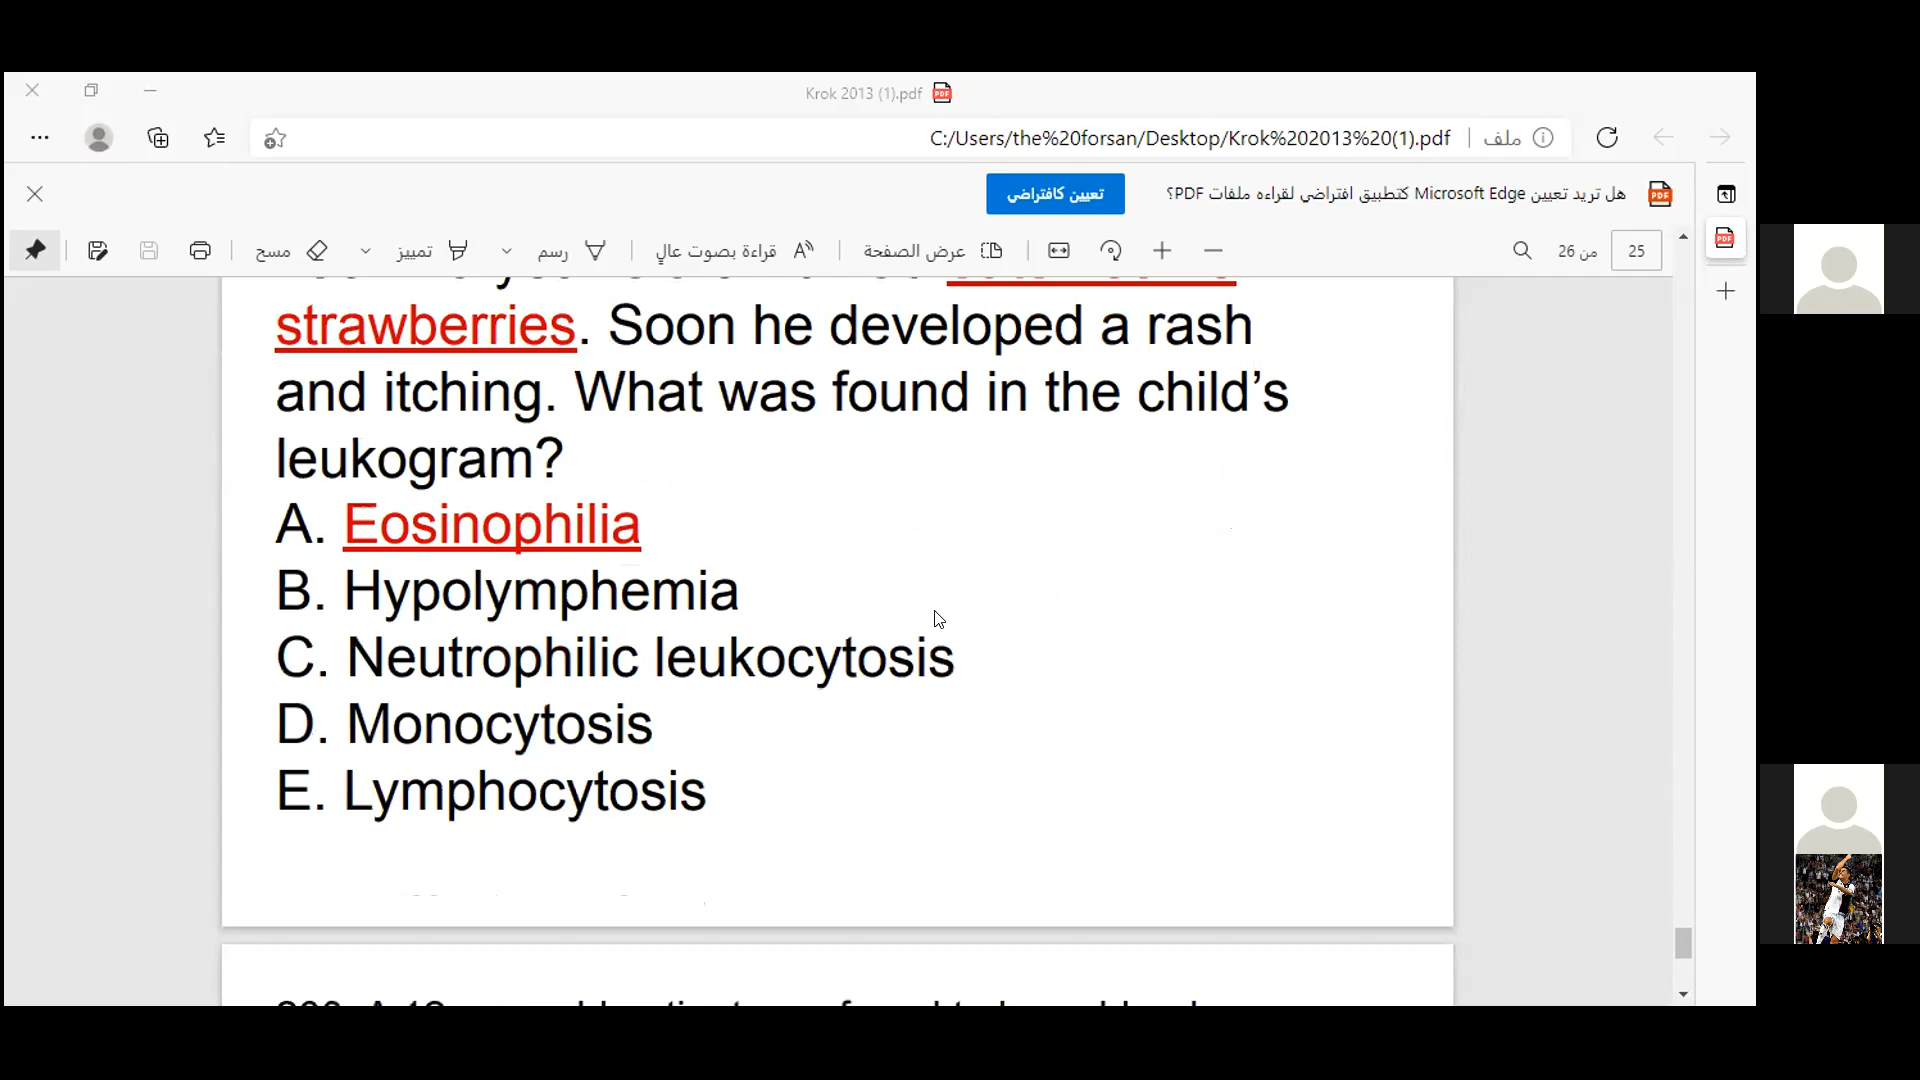 Krok 2013 (1).pdf
C:/Users/the%20forsan/Desktop/Krok%202013%20(1).pdf
ملف
هل تريد تعيين Microsoft Edge كتطبيق افتراضي لقراءه ملفات PDF؟
تعيين كافتراضي
25
من 26
عرض الصفحة
قراءة بصوت عالٍ
رسم
تمييز
مسح
strawberries. Soon he developed a rash
and itching. What was found in the child’s
leukogram?
A. Eosinophilia
B. Hypolymphemia
C. Neutrophilic leukocytosis
D. Monocytosis
E. Lymphocytosis